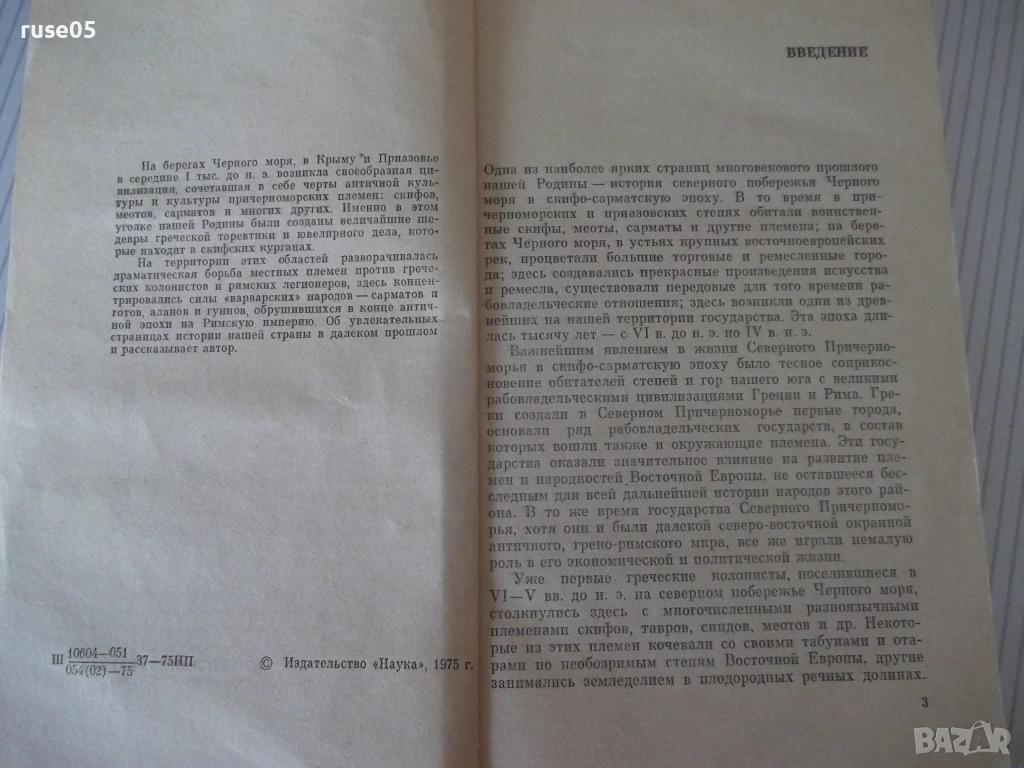 ruse05
На берегах Черного моря, в Крыму и Приазовье
в середине I тыс. до н. э. возникла своеобразная ци-
вилизация, сочетавшая в себе черты античной куль-
туры и культуры причерноморских племен: скифов,
меотов, сарматов и многих других. Именно в этом
уголке нашей Родины были созданы величайшие ше-
девры греческой торевтики и ювелирного дела, кото-
рые находят в скифских курганах.
На территории этих областей разворачивалась
драматическая борьба местных племен против грече-
ских колонистов и римских легионеров, здесь концен-
трировались силы «варварских» народов — сарматов и
готов, аланов и гуннов, обрушившихся в конце антич-
ной эпохи на Римскую империю. Об увлекательных
страницах истории нашей страны в далеком прошлом
и рассказывает автор.
Ш 10604—051
054(02)—75 37—75НП
© Издательство «Наука», 1975 г.
ВВЕДЕНИЕ
Одна из наиболее ярких страниц многовекового прошлого
нашей Родины — история северного побережья Черного
моря в скифо-сарматскую эпоху. В то время в при-
черноморских и приазовских степях обитали воинствен-
ные скифы, меоты, сарматы и другие племена; на бере-
гах Черного моря, в устьях крупных восточноевропейских
рек, процветали большие торговые и ремесленные горо-
да; здесь создавались прекрасные произведения искусства
и ремесла, существовали передовые для того времени ра-
бовладельческие отношения; здесь возникли одни из древ-
нейших на нашей территории государства. Эта эпоха дли-
лась тысячу лет — с VI в. до н. э. по IV в. н. э.
Важнейшим явлением в жизни Северного Причерно-
морья в скифо-сарматскую эпоху было тесное соприкос-
новение обитателей степей и гор нашего юга с великими
рабовладельческими цивилизациями Греции и Рима. Гре-
ки создали в Северном Причерноморье первые города,
основали ряд рабовладельческих государств, в состав
которых вошли также и окружающие племена. Эти госу-
дарства оказали значительное влияние на развитие пле-
мен и народностей Восточной Европы, не оставшееся бес-
следным для всей дальнейшей истории народов этого рай-
она. В то же время государства Северного Причерномо-
рья, хотя они и были далекой северо-восточной окраиной
античного, греко-римского мира, все же играли немалую
роль в его экономической и политической жизни.
Уже первые греческие колонисты, поселившиеся в
VI—V вв. до н. э. на северном побережье Черного моря,
столкнулись здесь с многочисленными разноязычными
племенами скифов, тавров, синдов, меотов и др. Некото-
рые из этих племен кочевали со своими табунами и ота-
рами по необозримым степям Восточной Европы, другие
занимались земледелием в плодородных речных долинах.
3
BAZAR